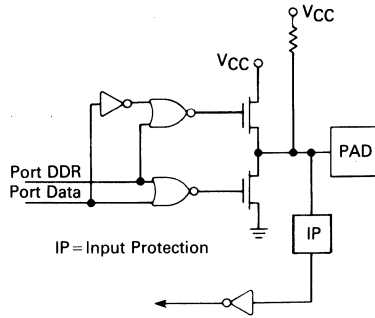 VCC
VCC
PAD
Port DDR
Port Data
IP=Input Protection
IP